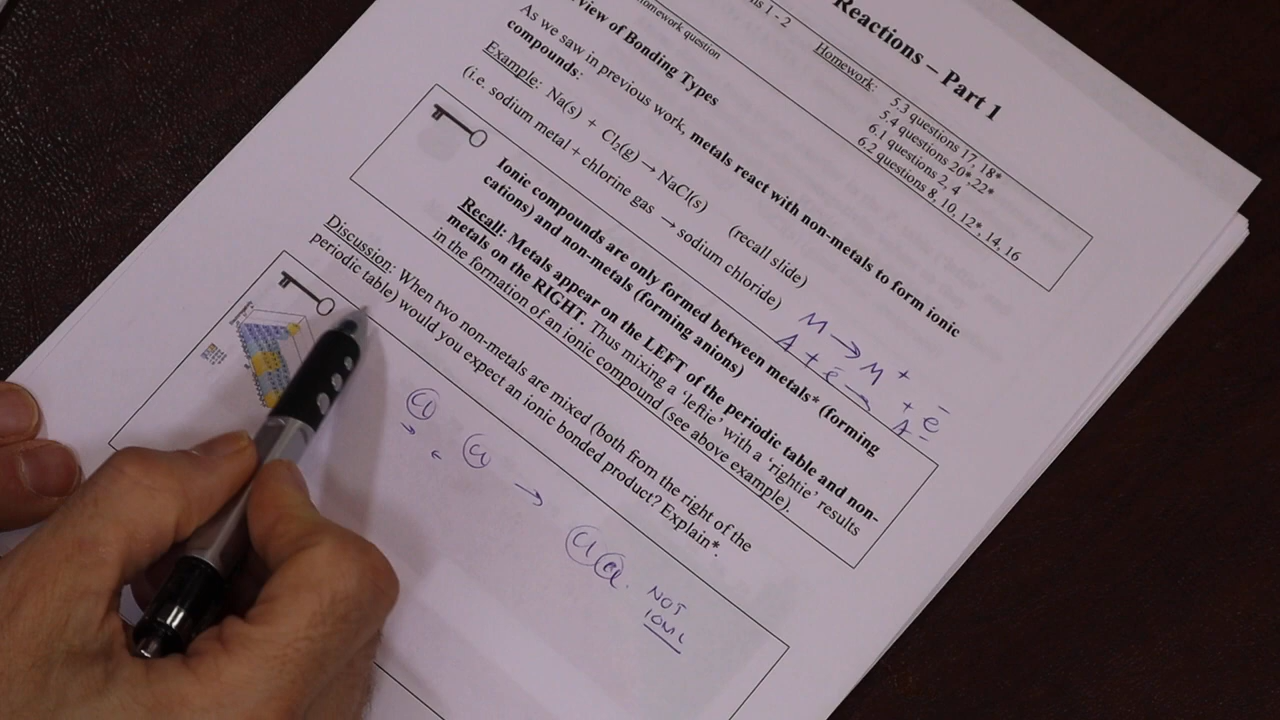 Reactions – Part 1
ns 1 - 2
Homework:
5.3 questions 17, 18*
5.4 questions 20*,22*
6.1 questions 2, 4
6.2 questions 8, 10, 12*, 14, 16
homework question
view of Bonding Types
As we saw in previous work, metals react with non-metals to form ionic
compounds:
Example: Na(s) + Cl₂(g) → NaCl(s) (recall slide)
(i.e. sodium metal + chlorine gas → sodium chloride)
M → M⁺ + e⁻
A + e⁻ → A⁻
Ionic compounds are only formed between metals* (forming
cations) and non-metals (forming anions)
Recall: Metals appear on the LEFT of the periodic table and non-
metals on the RIGHT. Thus mixing a ‘leftie’ with a ‘rightie’ results
in the formation of an ionic compound (see above example).
Discussion: When two non-metals are mixed (both from the right of the
periodic table) would you expect an ionic bonded product? Explain*.
Cl Cl → Cl Cl.
NOT
IONIC